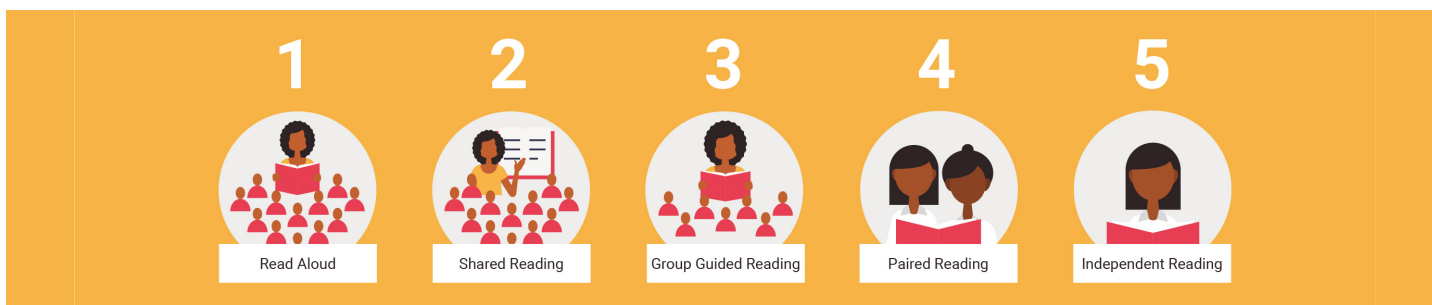 1
2
3
4
5
Read Aloud
Shared Reading
Group Guided Reading
Paired Reading
Independent Reading